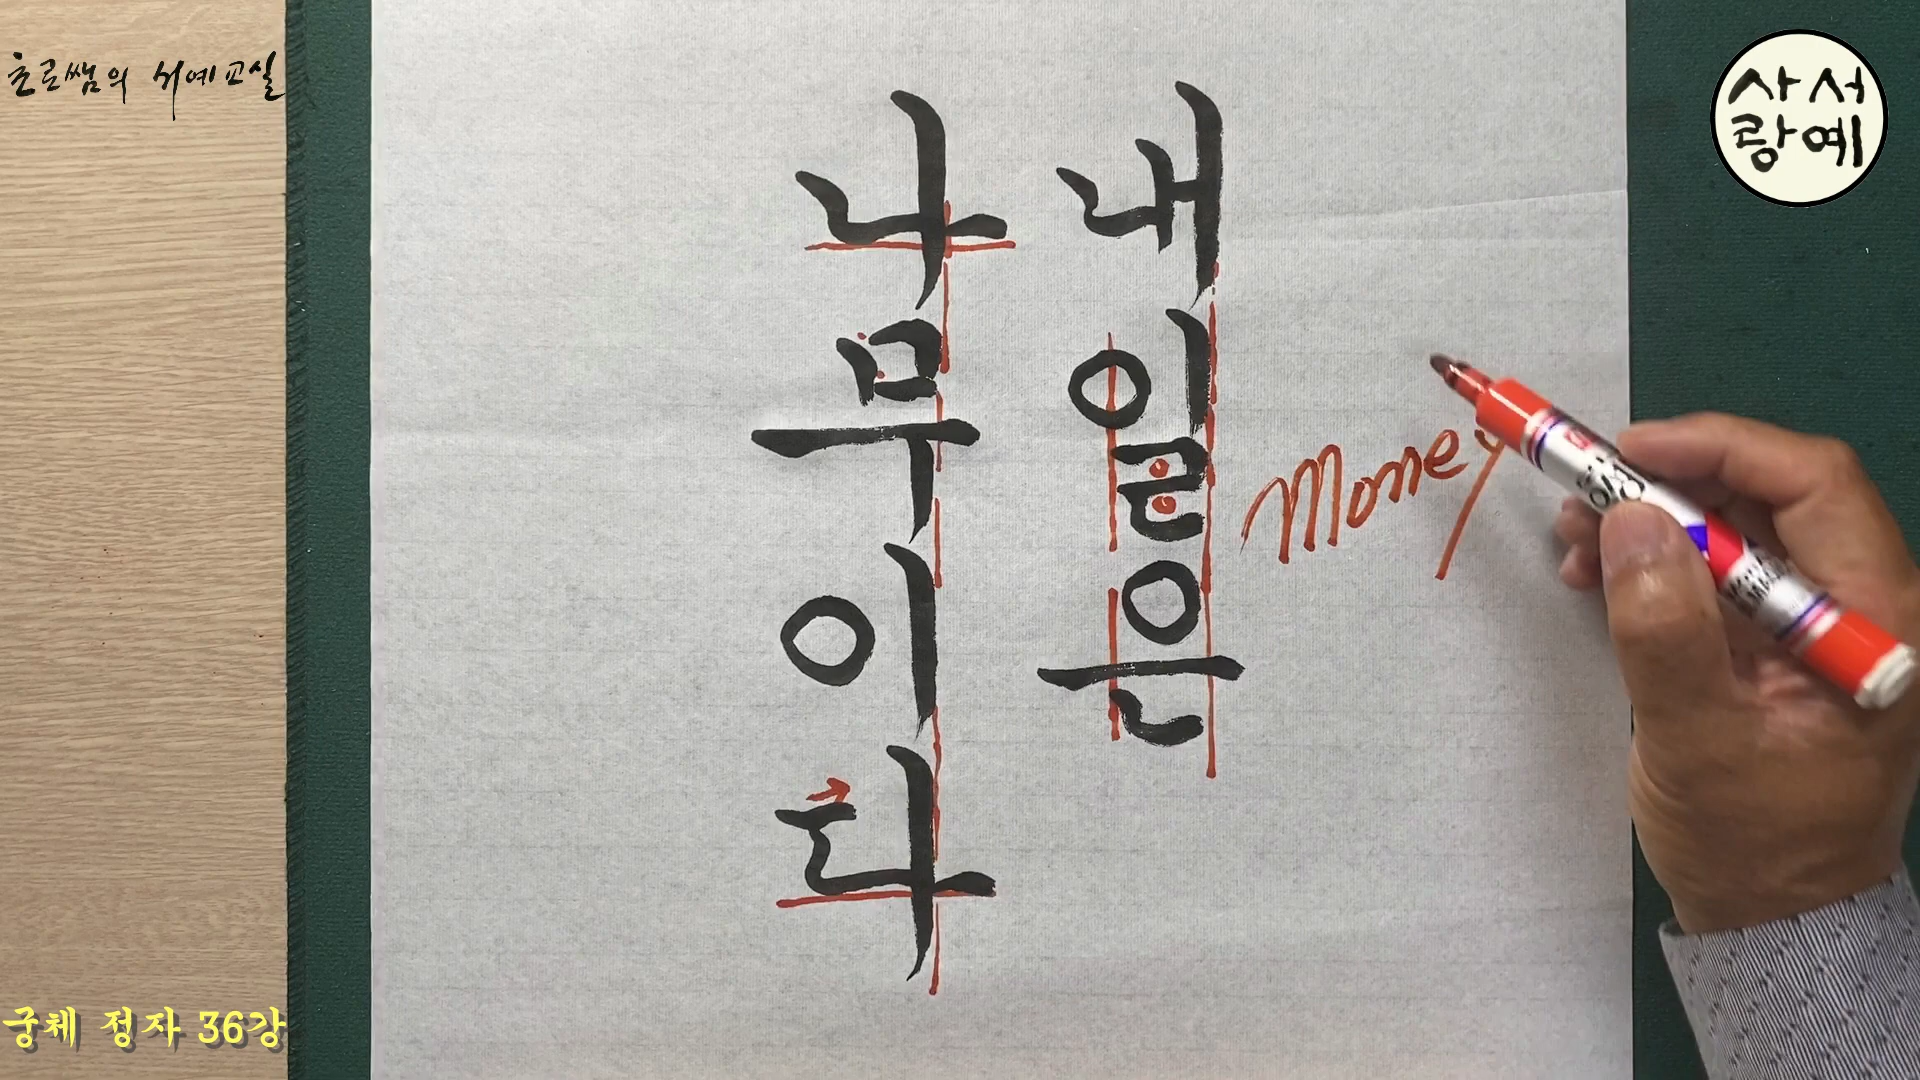 초로쌤의 서예교실
서예
사랑
내일은
나무이다
money
궁체 정자 36강